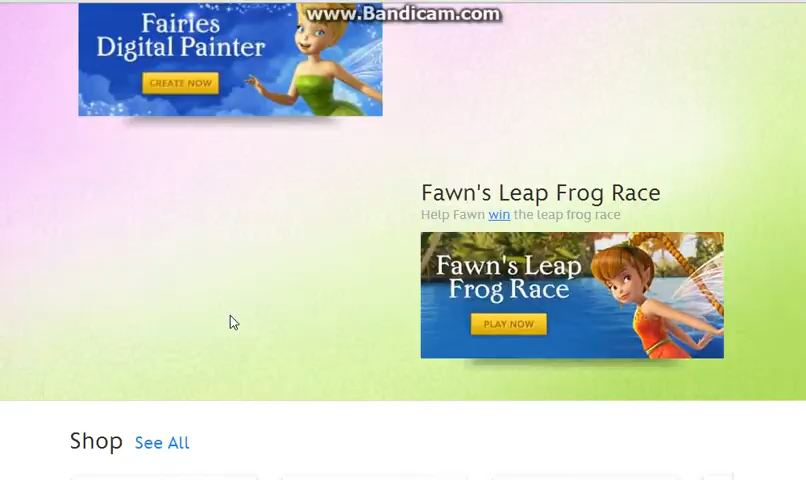 www.Bandicam.com
Fairies
Digital Painter
CREATE NOW
Fawn's Leap Frog Race
Help Fawn win the leap frog race
Fawn's Leap
Frog Race
PLAY NOW
Shop See All